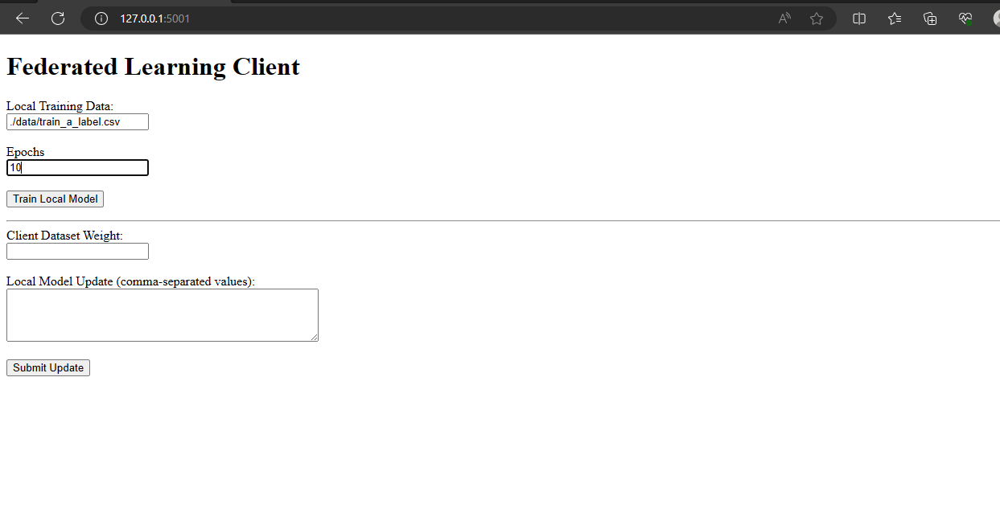 127.0.0.1:5001
Federated Learning Client
Local Training Data:
./data/train_a_label.csv
Epochs
10
Train Local Model
Client Dataset Weight:
Local Model Update (comma-separated values):
Submit Update